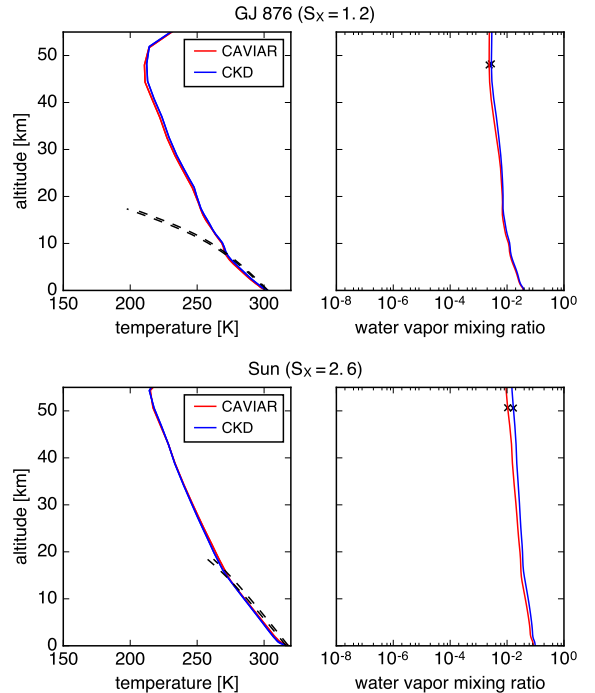 GJ 876 (S_X = 1.2)
altitude [km]
50
40
30
20
10
0
CAVIAR
CKD
150 200 250 300
temperature [K]
10^-8 10^-6 10^-4 10^-2 10^0
water vapor mixing ratio
Sun (S_X = 2.6)
altitude [km]
50
40
30
20
10
0
CAVIAR
CKD
150 200 250 300
temperature [K]
10^-8 10^-6 10^-4 10^-2 10^0
water vapor mixing ratio